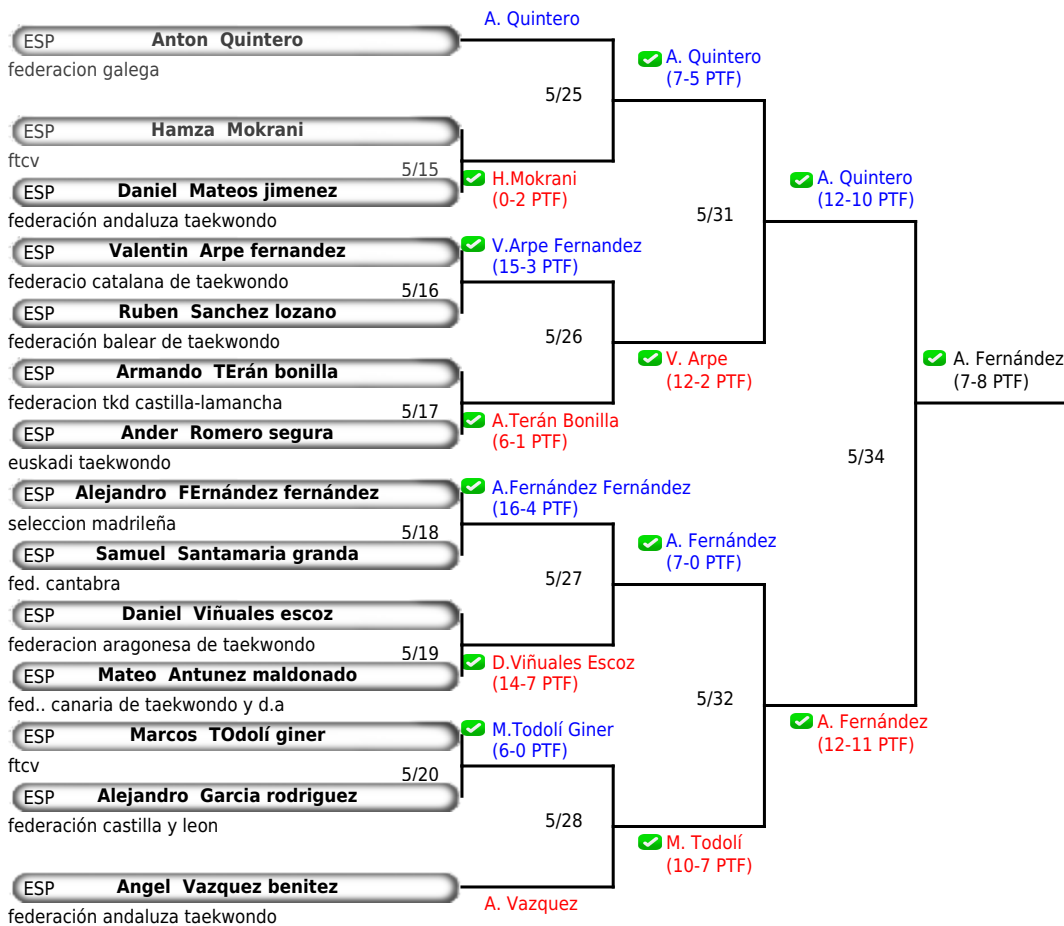 A. Quintero
ESP Anton Quintero
federacion galega
A. Quintero
(7-5 PTF)
5/25
ESP Hamza Mokrani
ftcv
5/15
H.Mokrani
(0-2 PTF)
ESP Daniel Mateos jimenez
federación andaluza taekwondo
A. Quintero
(12-10 PTF)
5/31
ESP Valentin Arpe fernandez
federacio catalana de taekwondo
V.Arpe Fernandez
(15-3 PTF)
5/16
ESP Ruben Sanchez lozano
federación balear de taekwondo
5/26
V. Arpe
(12-2 PTF)
ESP Armando TErán bonilla
federacion tkd castilla-lamancha
5/17
A.Terán Bonilla
(6-1 PTF)
ESP Ander Romero segura
euskadi taekwondo
A. Fernández
(7-8 PTF)
5/34
ESP Alejandro FErnández fernández
seleccion madrileña
A.Fernández Fernández
(16-4 PTF)
5/18
ESP Samuel Santamaria granda
fed. cantabra
A. Fernández
(7-0 PTF)
5/27
ESP Daniel Viñuales escoz
federacion aragonesa de taekwondo
5/19
D.Viñuales Escoz
(14-7 PTF)
ESP Mateo Antunez maldonado
fed.. canaria de taekwondo y d.a
5/32
A. Fernández
(12-11 PTF)
ESP Marcos TOdolí giner
ftcv
M.Todolí Giner
(6-0 PTF)
5/20
ESP Alejandro Garcia rodriguez
federación castilla y leon
5/28
M. Todolí
(10-7 PTF)
ESP Angel Vazquez benitez
federación andaluza taekwondo
A. Vazquez